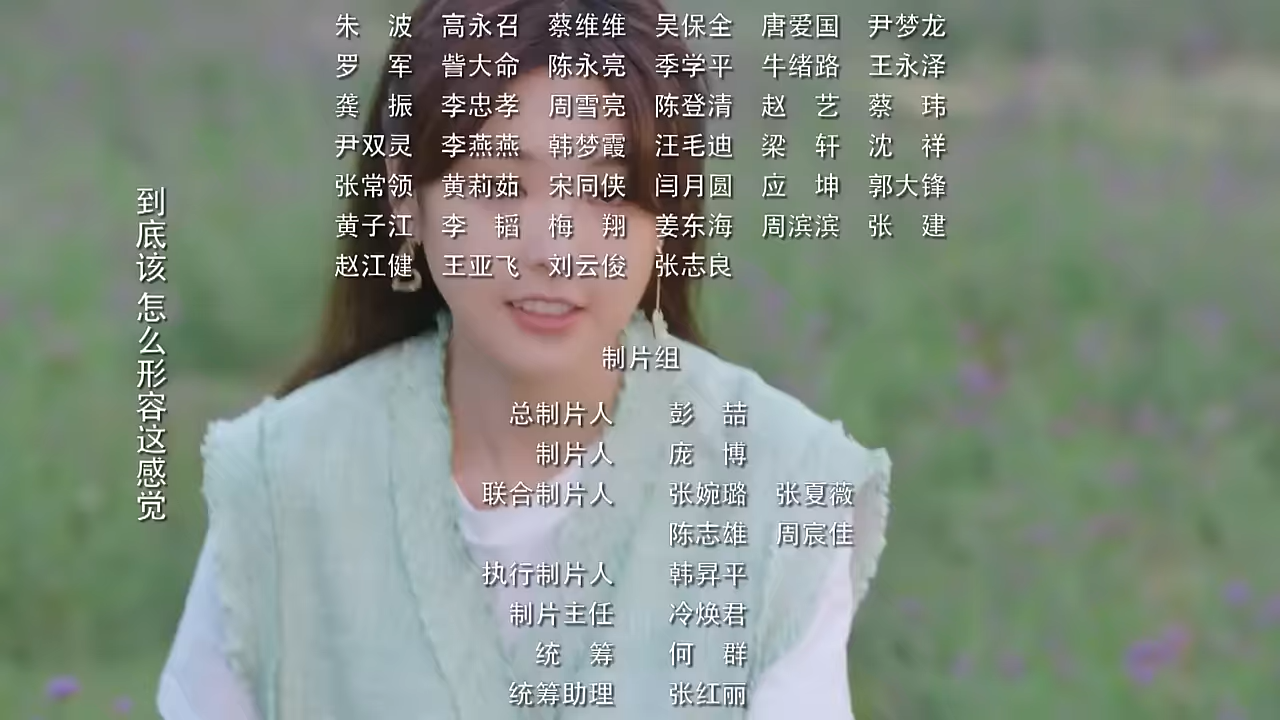 朱波 高永召 蔡维维 吴保全 唐爱国 尹梦龙
罗军 訾大命 陈永亮 季学平 牛绪路 王永泽
龚振 李忠孝 周雪亮 陈登清 赵艺 蔡玮
尹双灵 李燕燕 韩梦霞 汪毛迪 梁轩 沈祥
张常领 黄莉茹 宋同侠 闫月圆 应坤 郭大锋
黄子江 李韬 梅翔 姜东海 周滨滨 张建
赵江健 王亚飞 刘云俊 张志良
到底该 怎么形容这感觉
制片组
总制片人 彭喆
制片人 庞博
联合制片人 张婉璐 张夏薇
陈志雄 周宸佳
执行制片人 韩昇平
制片主任 冷焕君
统筹 何群
统筹助理 张红丽